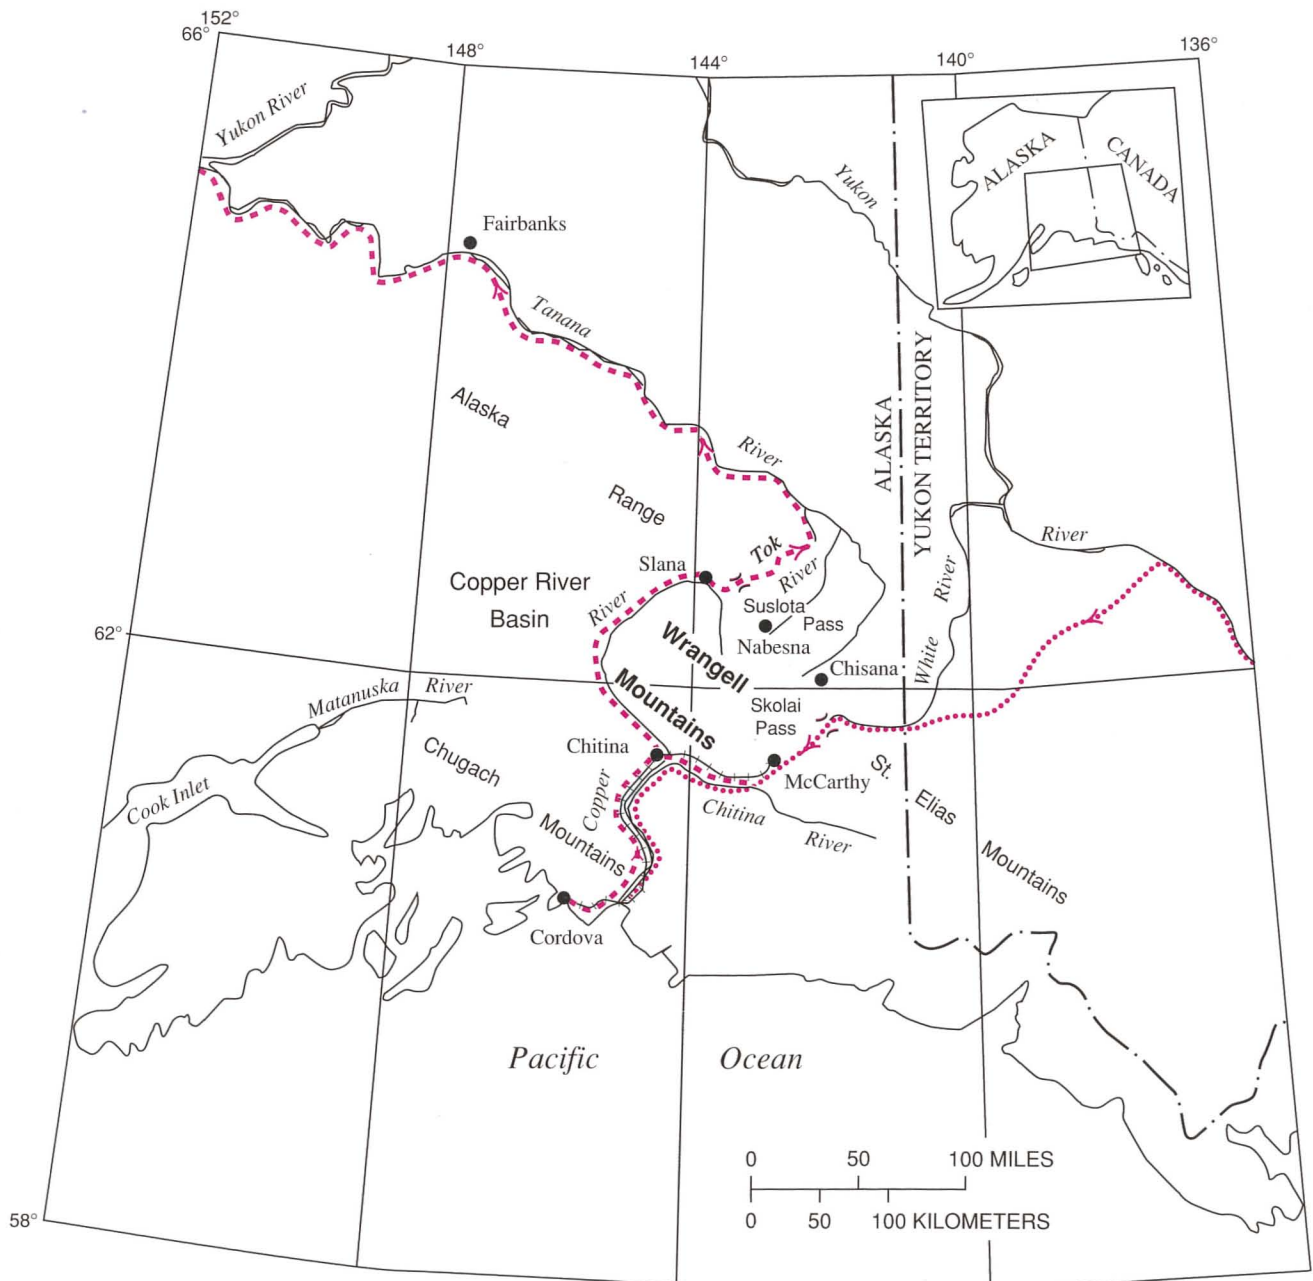 152°
66°
148°
144°
140°
136°
Yukon River
ALASKA
CANADA
Yukon
Fairbanks
Tanana
Alaska
River
Range
ALASKA
YUKON TERRITORY
River
Tok
Slana
River
River
Copper River
Basin
River
Suslota
Pass
62°
Wrangell
Nabesna
White
Chisana
Matanuska River
Mountains
Skolai
Pass
Chitina
Chugach
McCarthy
St.
Cook Inlet
Copper
Chitina
Elias
River
Mountains
Mountains
Cordova
Pacific Ocean
0 50 100 MILES
0 50 100 KILOMETERS
58°